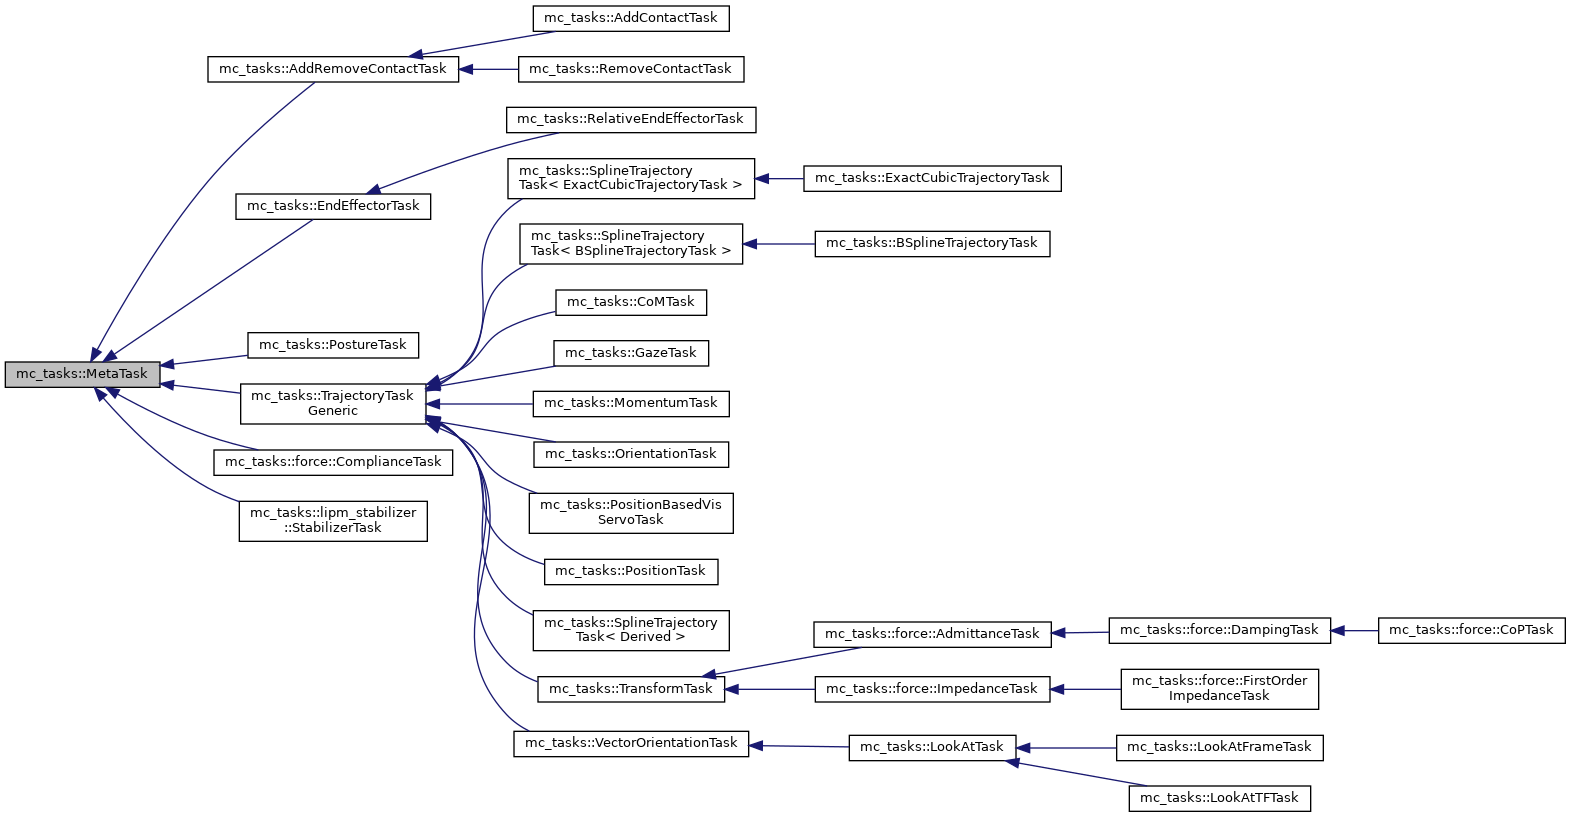 mc_tasks::AddContactTask
mc_tasks::AddRemoveContactTask
mc_tasks::RemoveContactTask
mc_tasks::RelativeEndEffectorTask
mc_tasks::SplineTrajectory
Task< ExactCubicTrajectoryTask >
mc_tasks::ExactCubicTrajectoryTask
mc_tasks::EndEffectorTask
mc_tasks::SplineTrajectory
Task< BSplineTrajectoryTask >
mc_tasks::BSplineTrajectoryTask
mc_tasks::CoMTask
mc_tasks::PostureTask
mc_tasks::GazeTask
mc_tasks::MetaTask
mc_tasks::TrajectoryTask
Generic
mc_tasks::MomentumTask
mc_tasks::OrientationTask
mc_tasks::force::ComplianceTask
mc_tasks::PositionBasedVis
ServoTask
mc_tasks::lipm_stabilizer
::StabilizerTask
mc_tasks::PositionTask
mc_tasks::SplineTrajectory
Task< Derived >
mc_tasks::force::AdmittanceTask
mc_tasks::force::DampingTask
mc_tasks::force::CoPTask
mc_tasks::TransformTask
mc_tasks::force::ImpedanceTask
mc_tasks::force::FirstOrder
ImpedanceTask
mc_tasks::VectorOrientationTask
mc_tasks::LookAtTask
mc_tasks::LookAtFrameTask
mc_tasks::LookAtTFTask